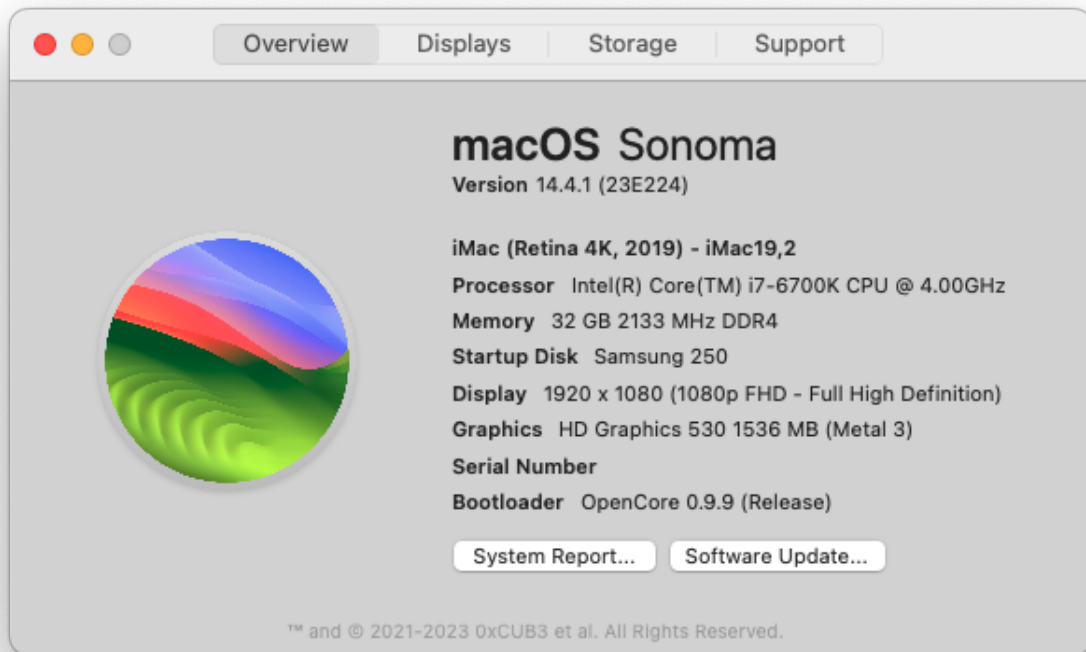 Overview Displays Storage Support
macOS Sonoma
Version 14.4.1 (23E224)
iMac (Retina 4K, 2019) - iMac19,2
Processor Intel(R) Core(TM) i7-6700K CPU @ 4.00GHz
Memory 32 GB 2133 MHz DDR4
Startup Disk Samsung 250
Display 1920 x 1080 (1080p FHD - Full High Definition)
Graphics HD Graphics 530 1536 MB (Metal 3)
Serial Number
Bootloader OpenCore 0.9.9 (Release)
System Report... Software Update...
™ and © 2021-2023 0xCUB3 et al. All Rights Reserved.